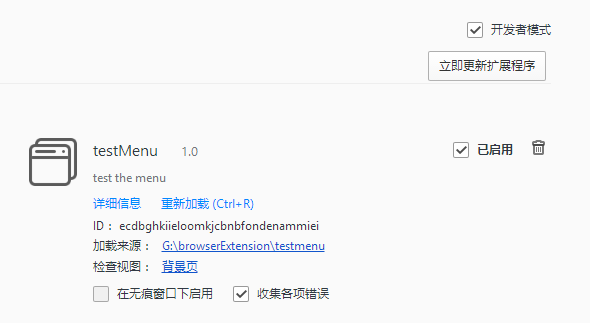 开发者模式
立即更新扩展程序
testMenu 1.0 已启用
test the menu
详细信息 重新加载 (Ctrl+R)
ID： ecdbghkiieloomkjcbnbfondenammiei
加载来源： G:\browserExtension\testmenu
检查视图： 背景页
在无痕窗口下启用 收集各项错误